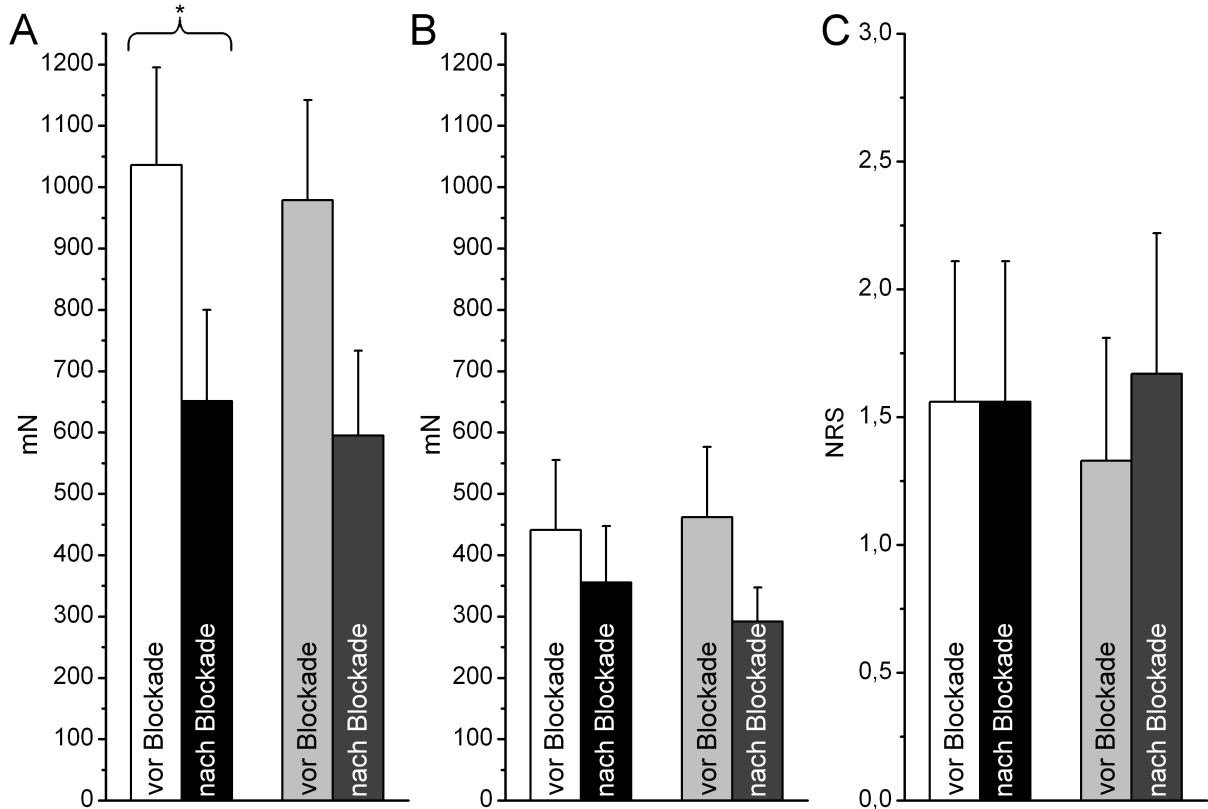 A
*
1200
1100
1000
900
800
700
600
500
400
300
200
100
0
mN
vor Blockade
nach Blockade
vor Blockade
nach Blockade
B
1200
1100
1000
900
800
700
600
500
400
300
200
100
0
mN
vor Blockade
nach Blockade
vor Blockade
nach Blockade
C
3,0
2,5
2,0
1,5
1,0
0,5
0,0
NRS
vor Blockade
nach Blockade
vor Blockade
nach Blockade